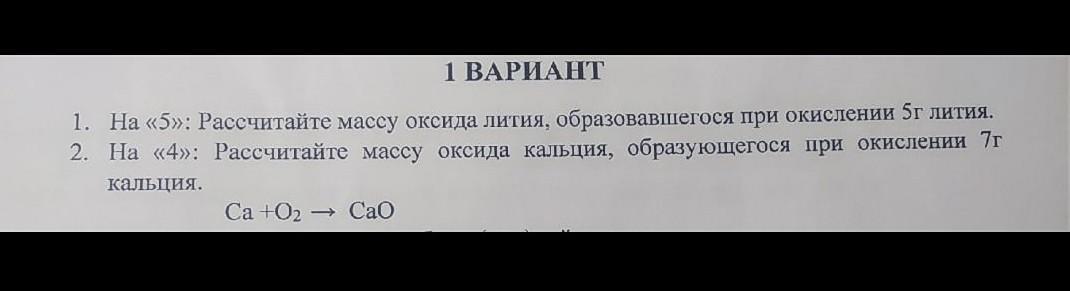 1 ВАРИАНТ
1. На «5»: Рассчитайте массу оксида лития, образовавшегося при окислении 5г лития.
2. На «4»: Рассчитайте массу оксида кальция, образующегося при окислении 7г
кальция.
Ca +O₂ → CaO